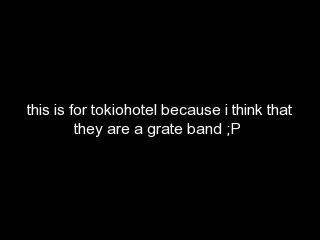 this is for tokiohotel because i think that
they are a grate band ;P